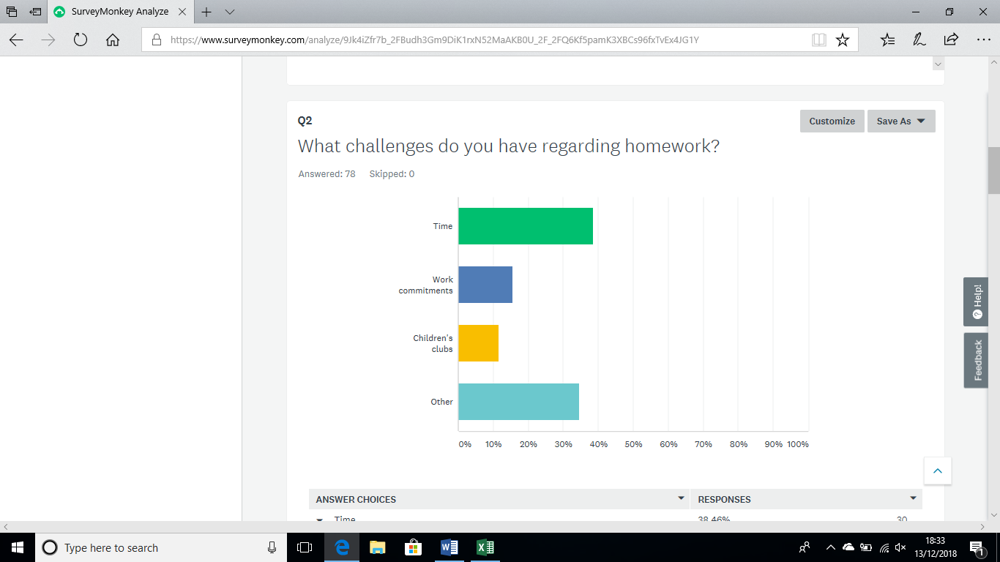 SurveyMonkey Analyze
https://www.surveymonkey.com/analyze/9Jk4iZfr7b_2FBudh3Gm9DiK1rxN52MaAKB0U_2F_2FQ6Kf5pamK3XBCs96fxTvEx4JG1Y
Q2
Customize
Save As
What challenges do you have regarding homework?
Answered: 78 Skipped: 0
Time
Work
commitments
Children's
clubs
Other
0% 10% 20% 30% 40% 50% 60% 70% 80% 90% 100%
Help!
Feedback
ANSWER CHOICES RESPONSES
Time 38.46% 30
Type here to search
18:33
13/12/2018
1